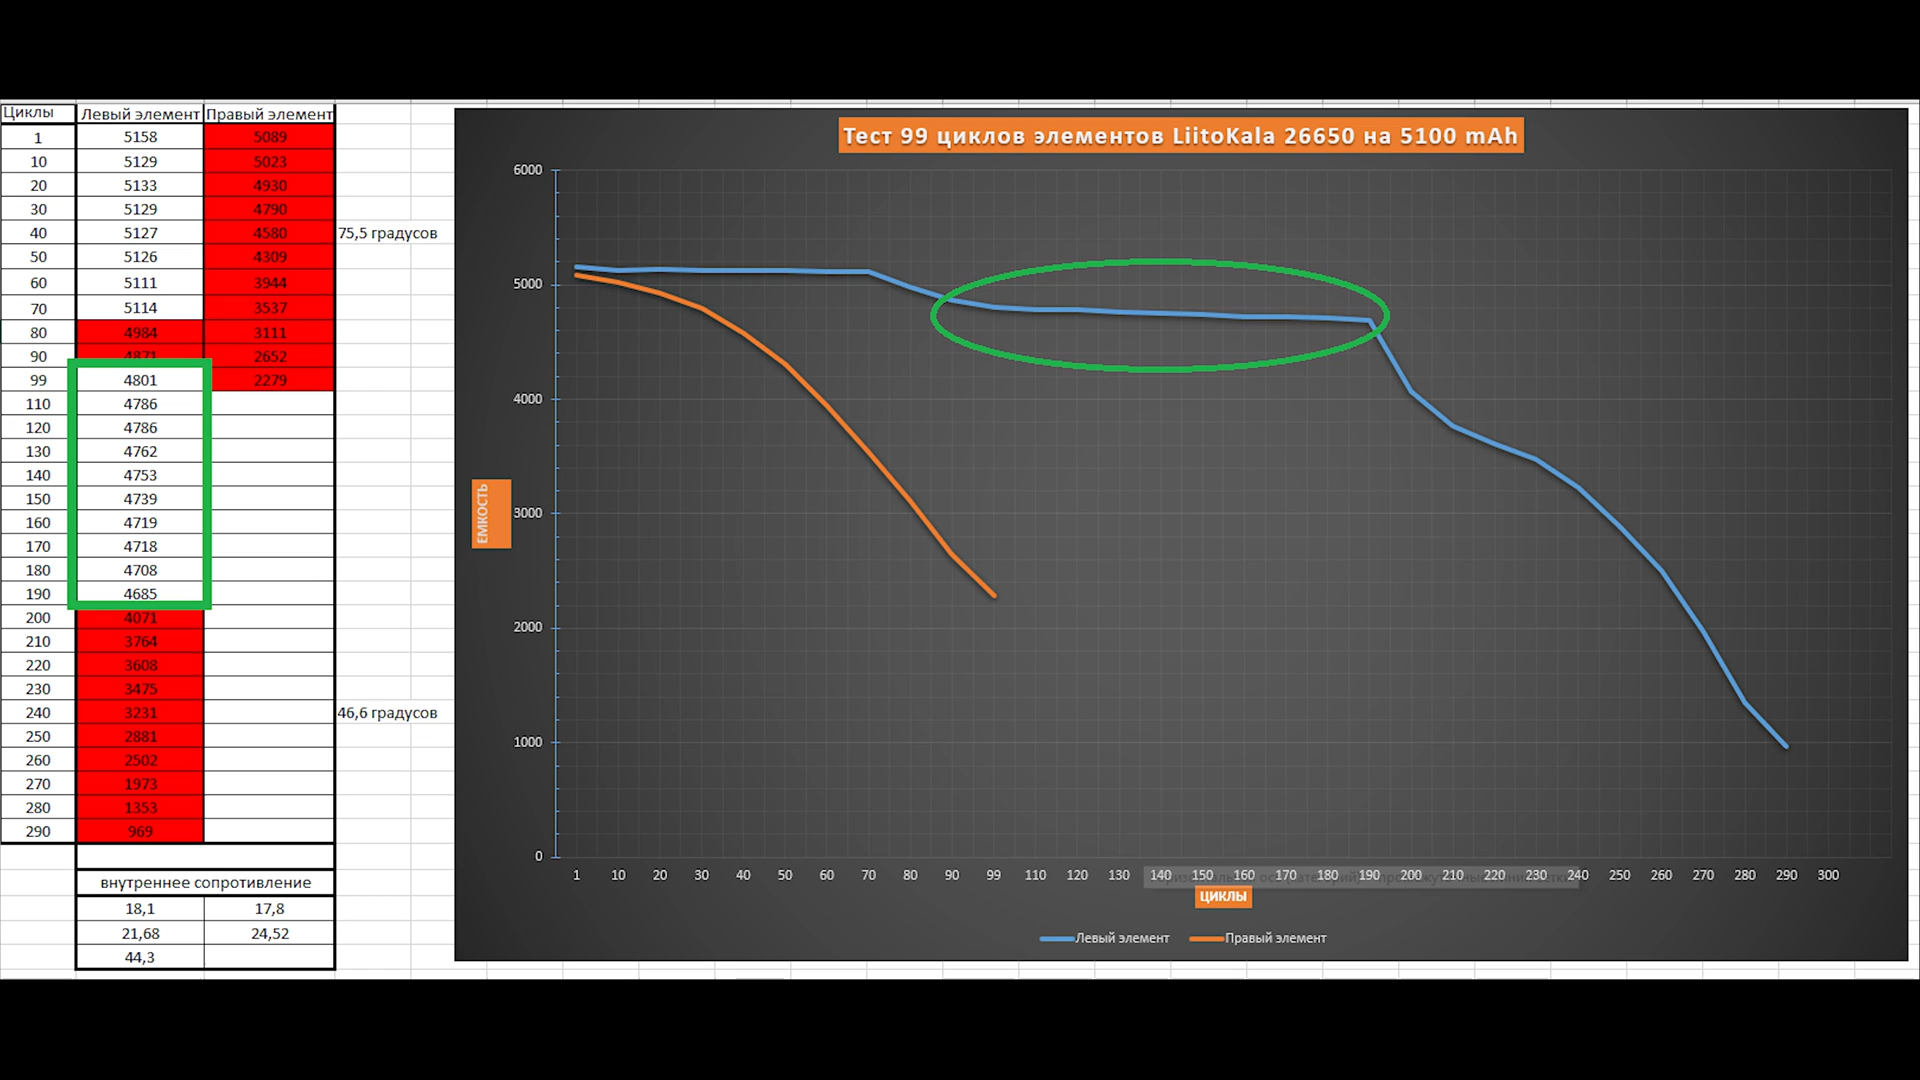 Циклы Левый элемент Правый элемент
1 5158 5089
10 5129 5023
20 5133 4930
30 5129 4790
40 5127 4580 75,5 градусов
50 5126 4309
60 5111 3944
70 5114 3537
80 4984 3111
90 4871 2652
99 4801 2279
110 4786
120 4786
130 4762
140 4753
150 4739
160 4719
170 4718
180 4708
190 4685
200 4071
210 3764
220 3608
230 3475
240 3231 46,6 градусов
250 2881
260 2502
270 1973
280 1353
290 969
внутреннее сопротивление
18,1 17,8
21,68 24,52
44,3
Тест 99 циклов элементов LiitoKala 26650 на 5100 mAh
6000
5000
4000
3000
2000
1000
0
ЕМКОСТЬ
1 10 20 30 40 50 60 70 80 90 99 110 120 130 140 150 160 170 180 190 200 210 220 230 240 250 260 270 280 290 300
ЦИКЛЫ
Левый элемент Правый элемент